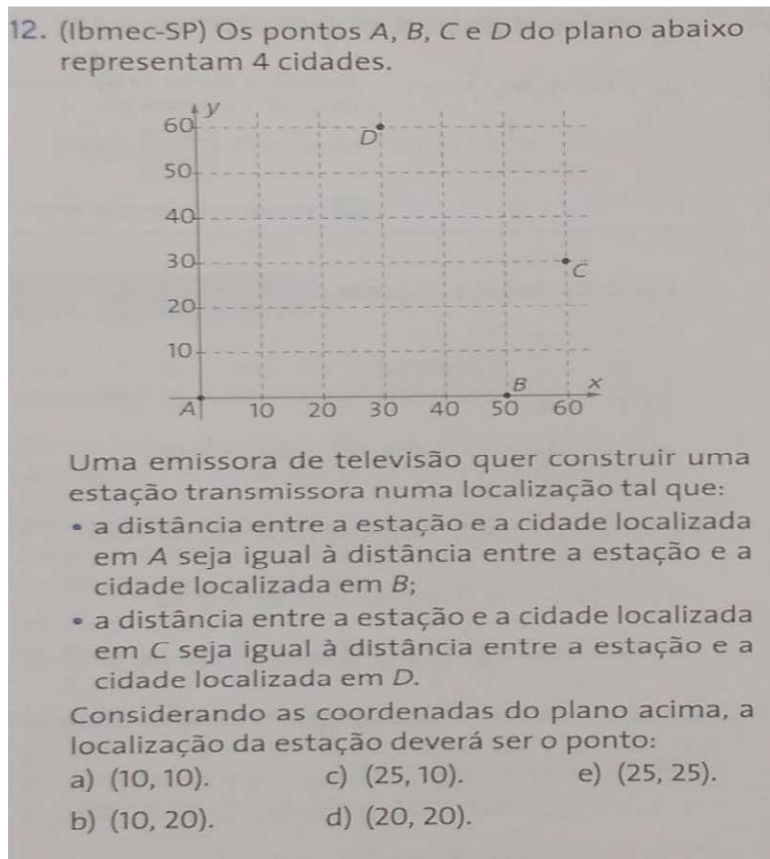 12. (Ibmec-SP) Os pontos A, B, C e D do plano abaixo
representam 4 cidades.
y
60
D
50
40
30
C
20
10
B
x
A
10 20 30 40 50 60
Uma emissora de televisão quer construir uma
estação transmissora numa localização tal que:
• a distância entre a estação e a cidade localizada
em A seja igual à distância entre a estação e a
cidade localizada em B;
• a distância entre a estação e a cidade localizada
em C seja igual à distância entre a estação e a
cidade localizada em D.
Considerando as coordenadas do plano acima, a
localização da estação deverá ser o ponto:
a) (10, 10). c) (25, 10). e) (25, 25).
b) (10, 20). d) (20, 20).